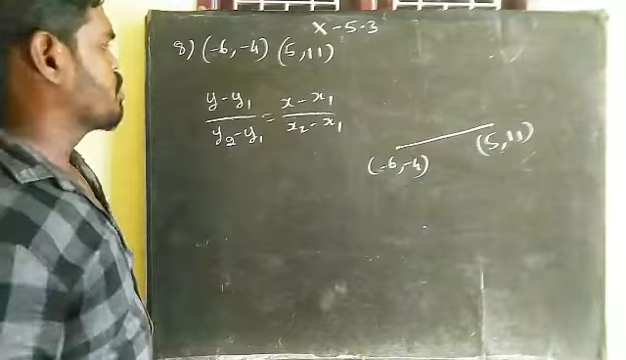 X - 5.3
8) (-6, -4) (5, 11)
y - y₁ / y₂ - y₁ = x - x₁ / x₂ - x₁
(-6, -4) (5, 11)